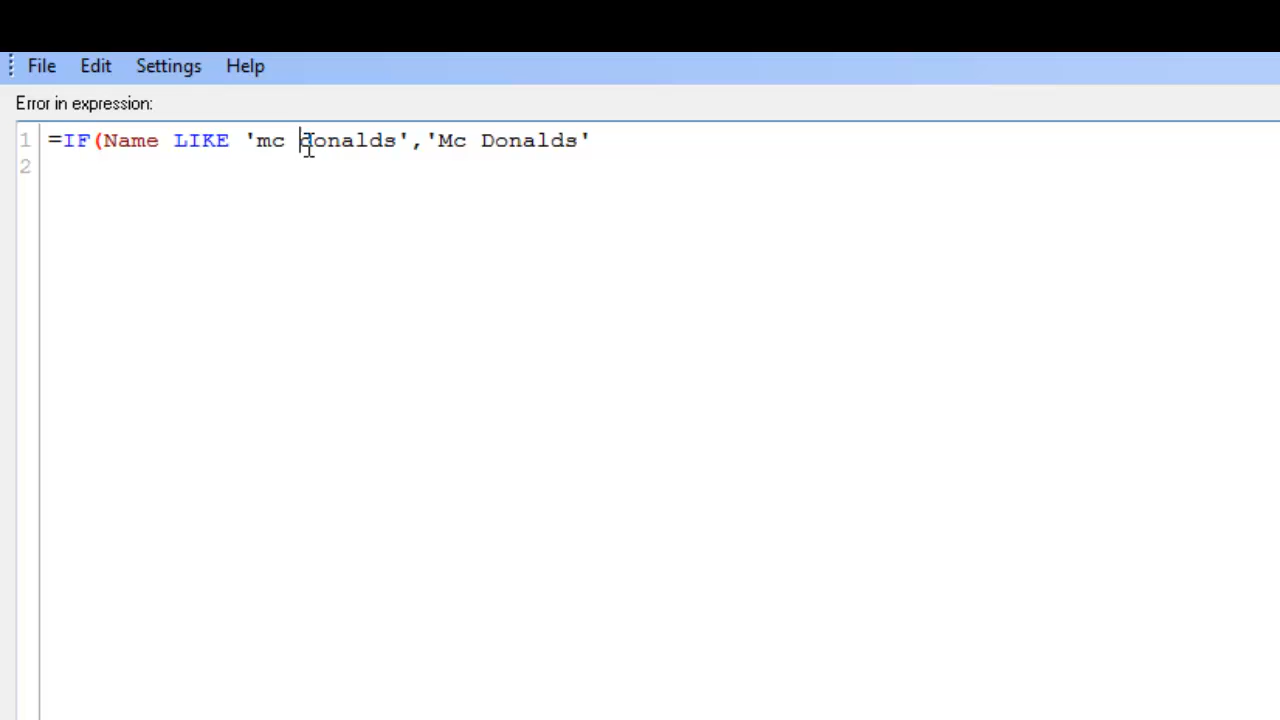 File Edit Settings Help
Error in expression:
1 =IF(Name LIKE 'mc donalds','Mc Donalds'
2